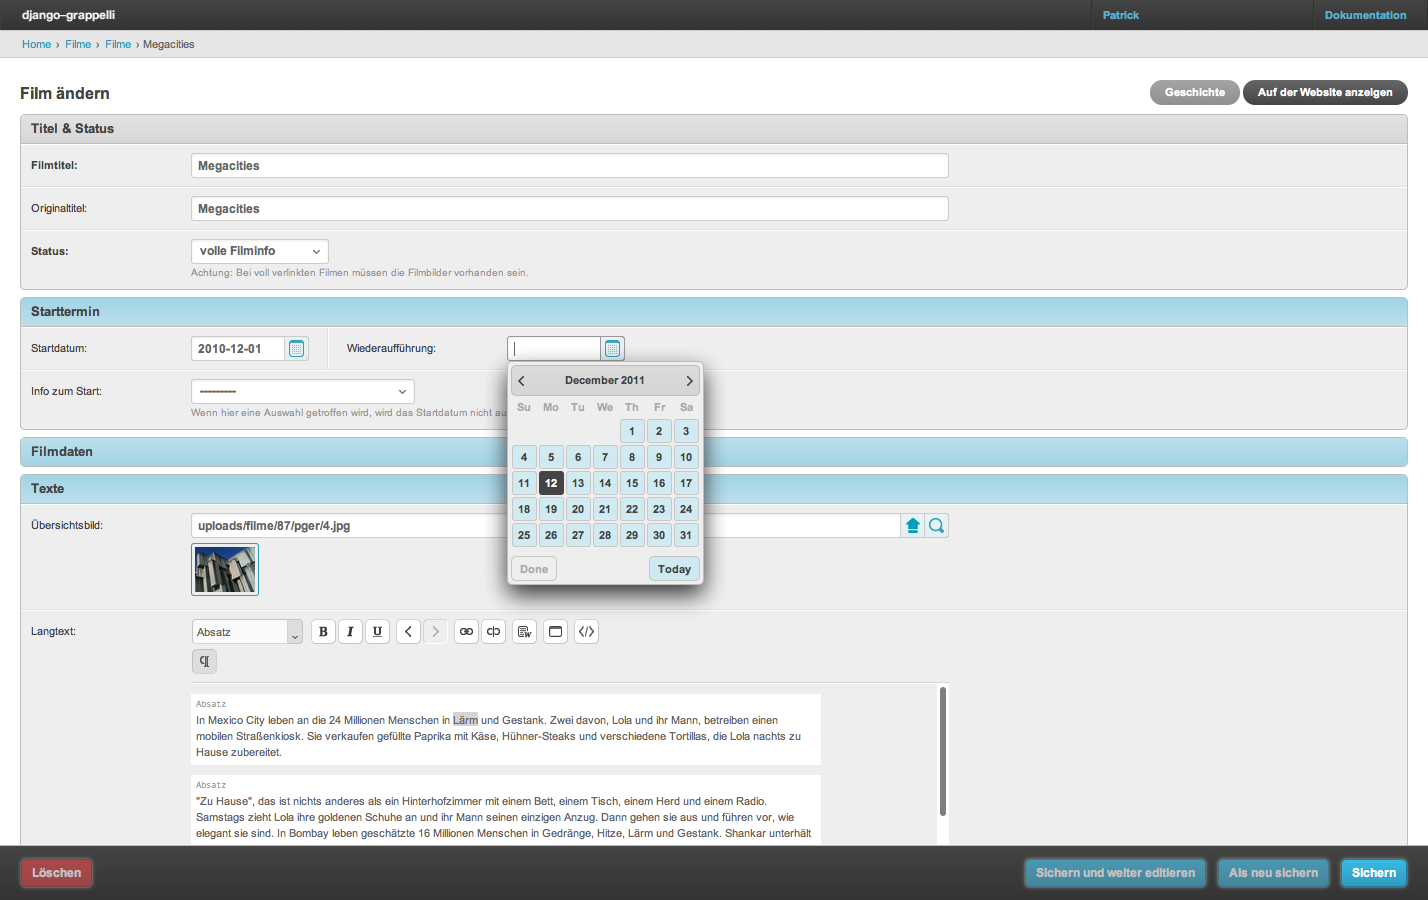 django-grappelli
Patrick
Dokumentation
Home › Filme › Filme › Megacities
Film ändern
Geschichte
Auf der Website anzeigen
Titel & Status
Filmtitel:
Megacities
Originaltitel:
Megacities
Status:
volle Filminfo
Achtung: Bei voll verlinkten Filmen müssen die Filmbilder vorhanden sein.
Starttermin
Startdatum:
2010-12-01
Wiederaufführung:
Info zum Start:
---------
Wenn hier eine Auswahl getroffen wird, wird das Startdatum nicht
December 2011
Su Mo Tu We Th Fr Sa
1 2 3
4 5 6 7 8 9 10
11 12 13 14 15 16 17
18 19 20 21 22 23 24
25 26 27 28 29 30 31
Done
Today
Filmdaten
Texte
Übersichtsbild:
uploads/filme/87/pger/4.jpg
Langtext:
Absatz
B I U
Absatz
In Mexico City leben an die 24 Millionen Menschen in Lärm und Gestank. Zwei davon, Lola und ihr Mann, betreiben einen
mobilen Straßenkiosk. Sie verkaufen gefüllte Paprika mit Käse, Hühner-Steaks und verschiedene Tortillas, die Lola nachts zu
Hause zubereitet.
Absatz
"Zu Hause", das ist nichts anderes als ein Hinterhofzimmer mit einem Bett, einem Tisch, einem Herd und einem Radio.
Samstags zieht Lola ihre goldenen Schuhe an und ihr Mann seinen einzigen Anzug. Dann gehen sie aus und führen vor, wie
elegant sie sind. In Bombay leben geschätzte 16 Millionen Menschen in Gedränge, Hitze, Lärm und Gestank. Shankar unterhält
Löschen
Sichern und weiter editieren
Als neu sichern
Sichern